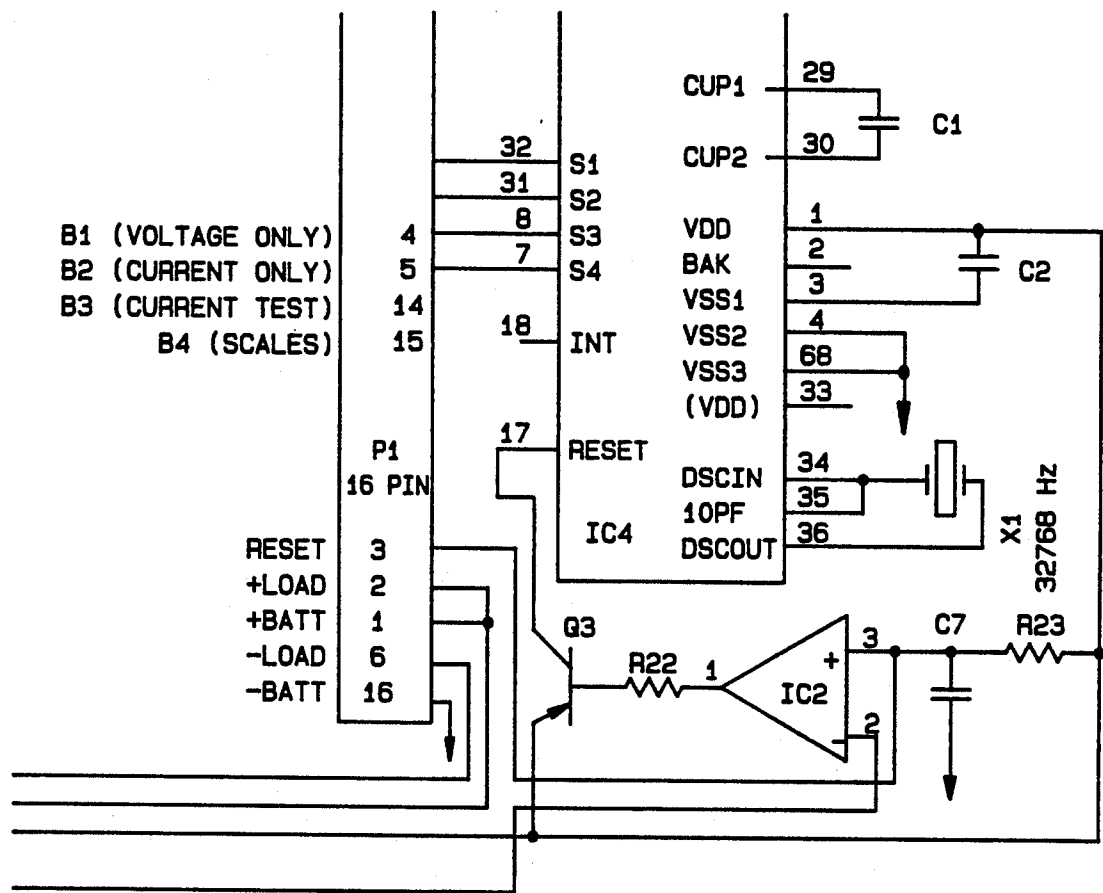 CUP1 29
C1
CUP2 30
32 S1
31 S2
8 S3
7 S4
B1 (VOLTAGE ONLY) 4
B2 (CURRENT ONLY) 5
B3 (CURRENT TEST) 14
B4 (SCALES) 15
18 INT
VDD 1
BAK 2
VSS1 3
C2
VSS2 4
VSS3 68
(VDD) 33
17 RESET
P1
16 PIN
DSCIN 34
10PF 35
DSCOUT 36
IC4
X1
32768 Hz
RESET 3
+LOAD 2
+BATT 1
-LOAD 6
-BATT 16
Q3
R22
1
IC2
+
3
-
2
C7
R23